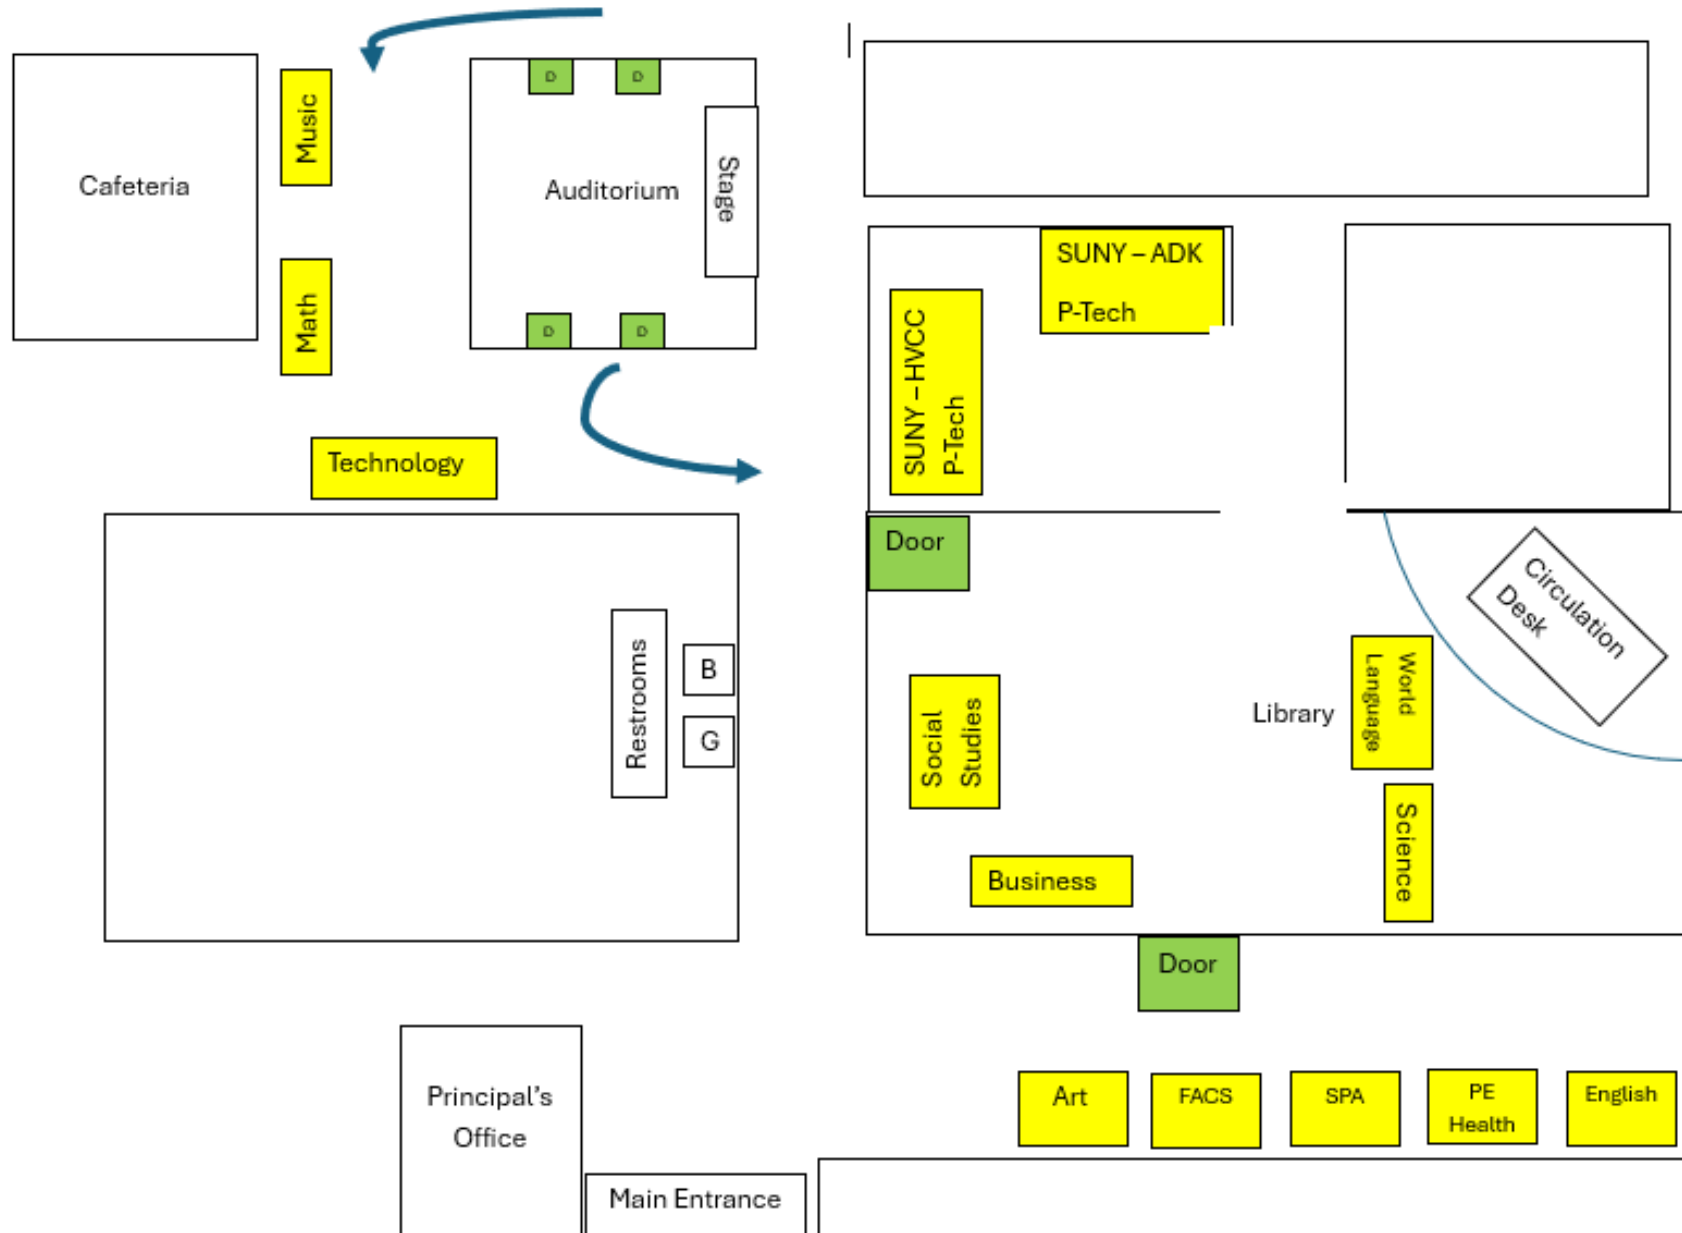 D
D
Cafeteria
Music
Auditorium
Stage
Math
D
D
Technology
SUNY – ADK
P-Tech
SUNY – HVCC
P-Tech
Door
Circulation
Desk
Restrooms
B
G
Social
Studies
Library
World
Language
Science
Business
Door
Principal's
Office
Main Entrance
Art
FACS
SPA
PE
Health
English